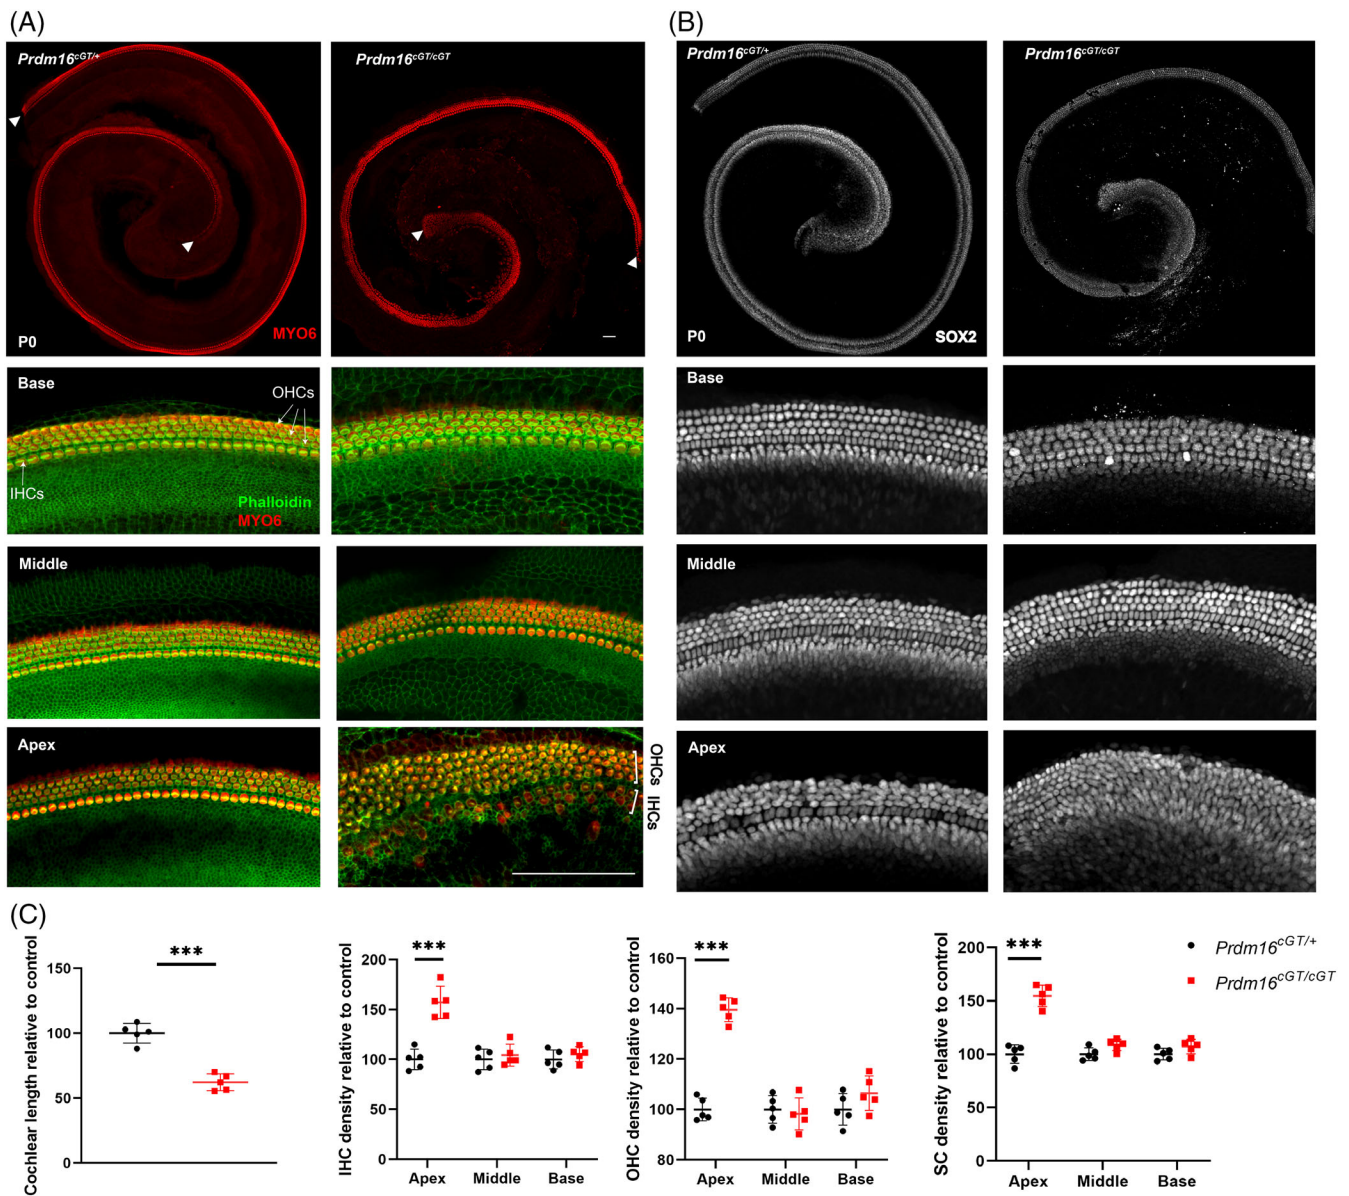 (A)
Prdm16cGT/+
Prdm16cGT/cGT
MYO6
P0
Base
OHCs
IHCs
Phalloidin
MYO6
Middle
Apex
OHCs
IHCs
(B)
Prdm16cGT/+
Prdm16cGT/cGT
P0
SOX2
Base
Middle
Apex
(C)
Cochlear length relative to control
150
100
50
0
***
IHC density relative to control
200
150
100
50
0
***
Apex Middle Base
OHC density relative to control
160
140
120
100
80
***
Apex Middle Base
SC density relative to control
200
150
100
50
0
***
Apex Middle Base
Prdm16cGT/+
Prdm16cGT/cGT